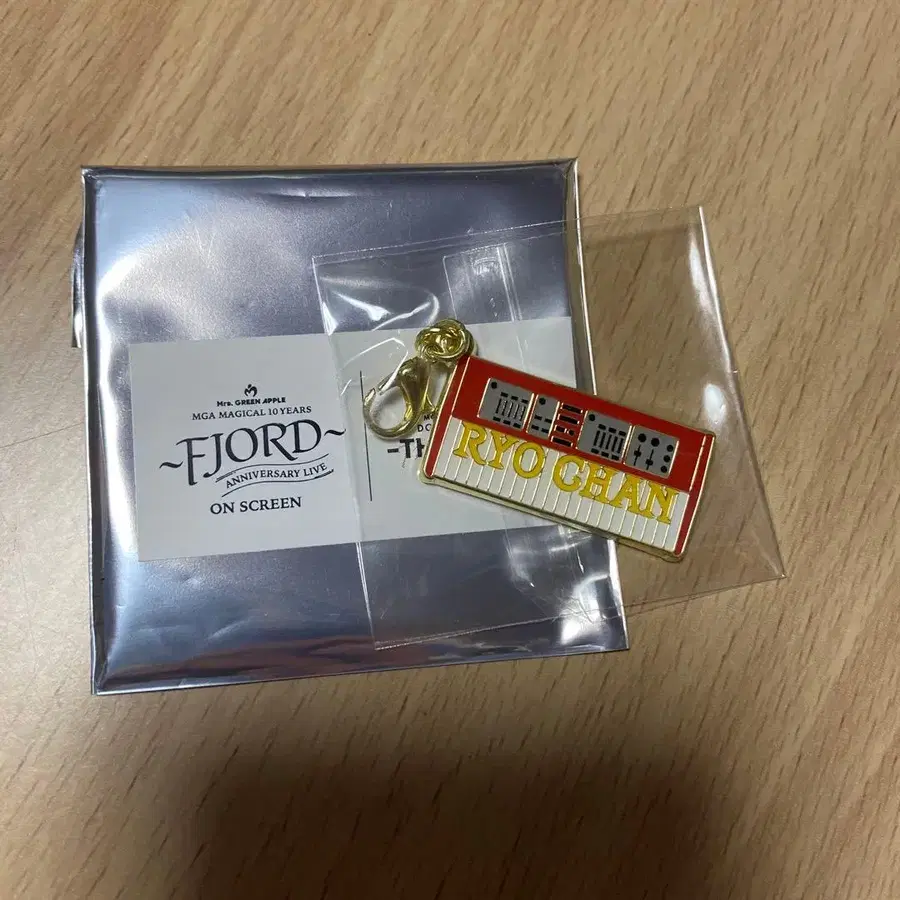 Mrs. GREEN APPLE
MGA MAGICAL 10 YEARS
~FJORD~
ANNIVERSARY LIVE
ON SCREEN
RYO CHAN